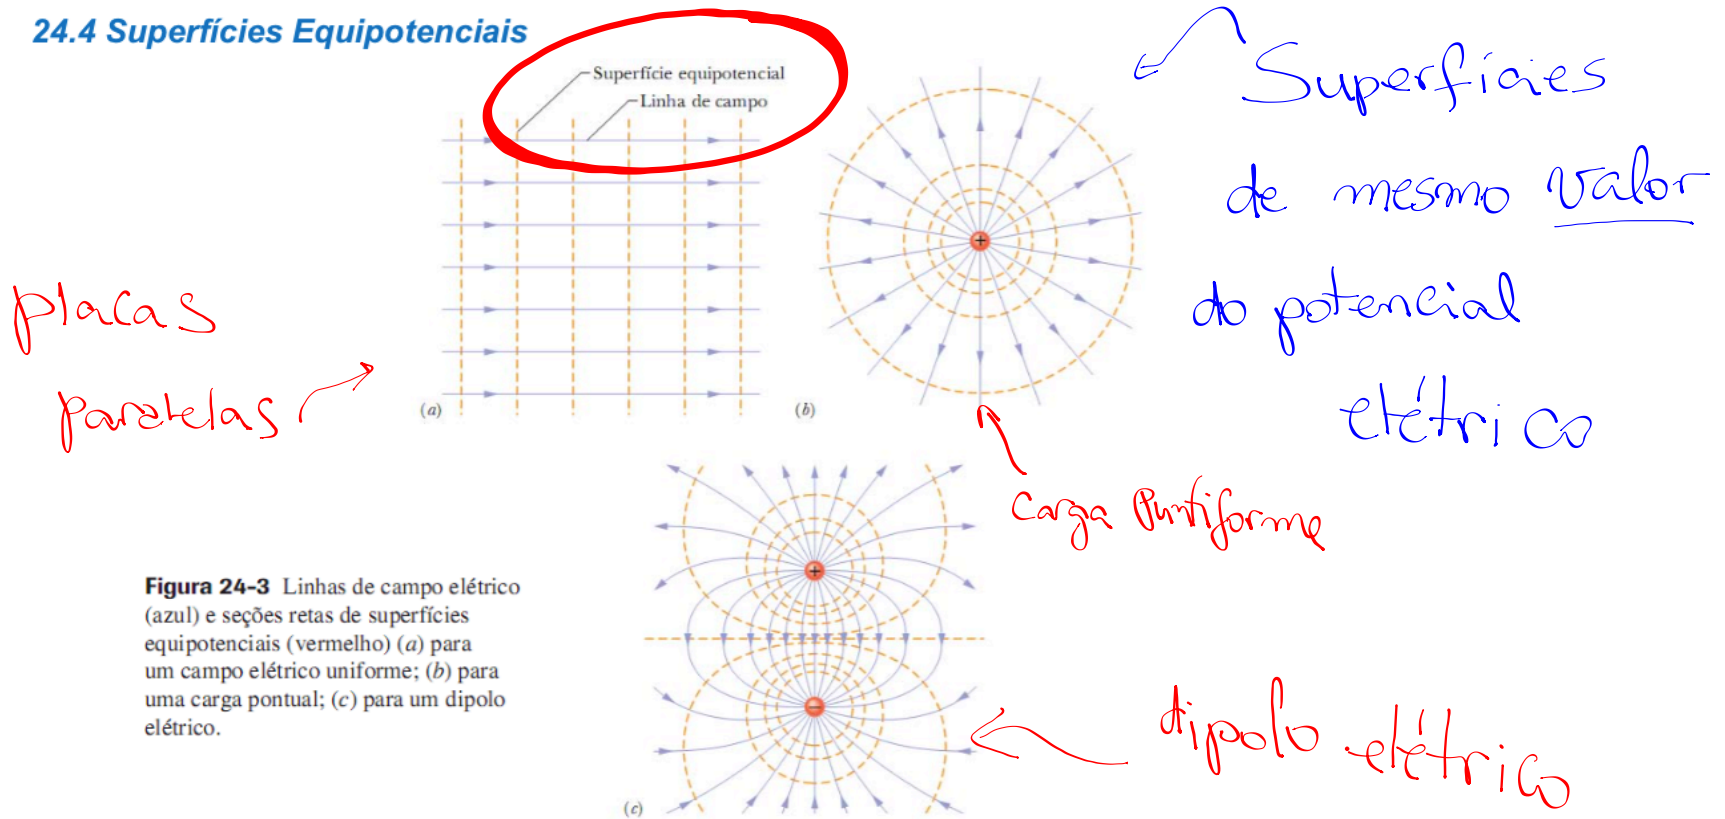 24.4 Superfícies Equipotenciais
Superfície equipotencial
Linha de campo
Superfícies
de mesmo valor
do potencial
elétrico
placas
paralelas
(a)
(b)
+
Carga Puntiforme
+
−
(c)
Figura 24-3 Linhas de campo elétrico
(azul) e seções retas de superfícies
equipotenciais (vermelho) (a) para
um campo elétrico uniforme; (b) para
uma carga pontual; (c) para um dipolo
elétrico.
dipolo elétrico